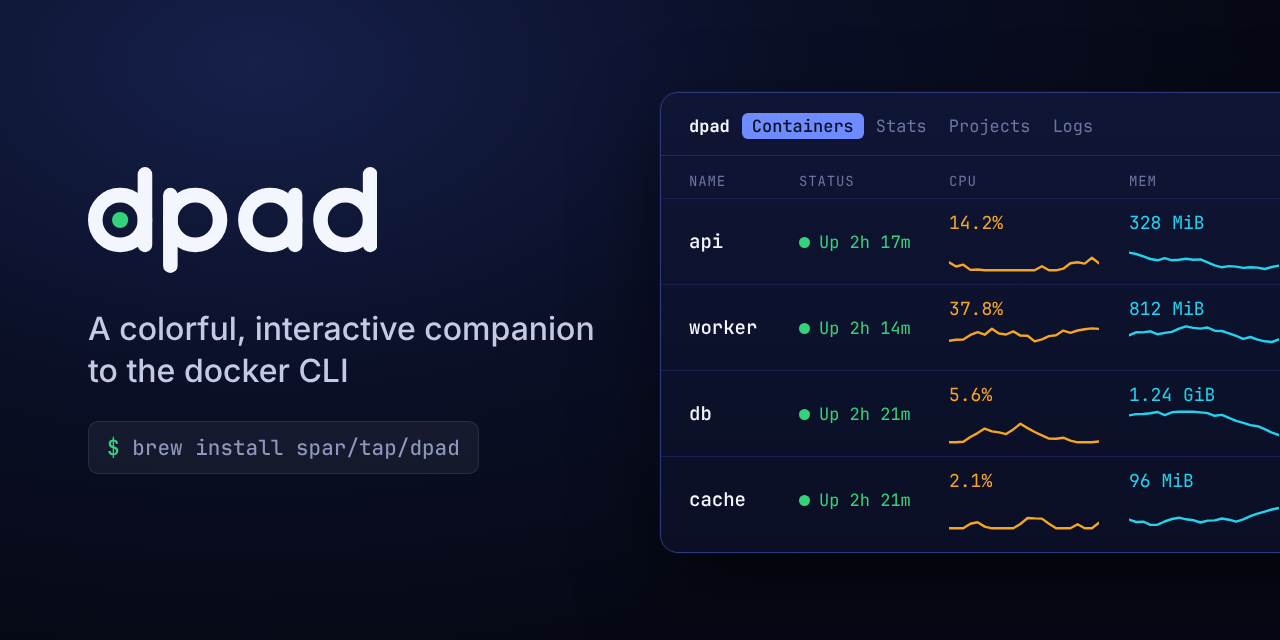 dpad
A colorful, interactive companion
to the docker CLI
$ brew install spar/tap/dpad
dpad Containers Stats Projects Logs
NAME STATUS CPU MEM
api Up 2h 17m 14.2% 328 MiB
worker Up 2h 14m 37.8% 812 MiB
db Up 2h 21m 5.6% 1.24 GiB
cache Up 2h 21m 2.1% 96 MiB